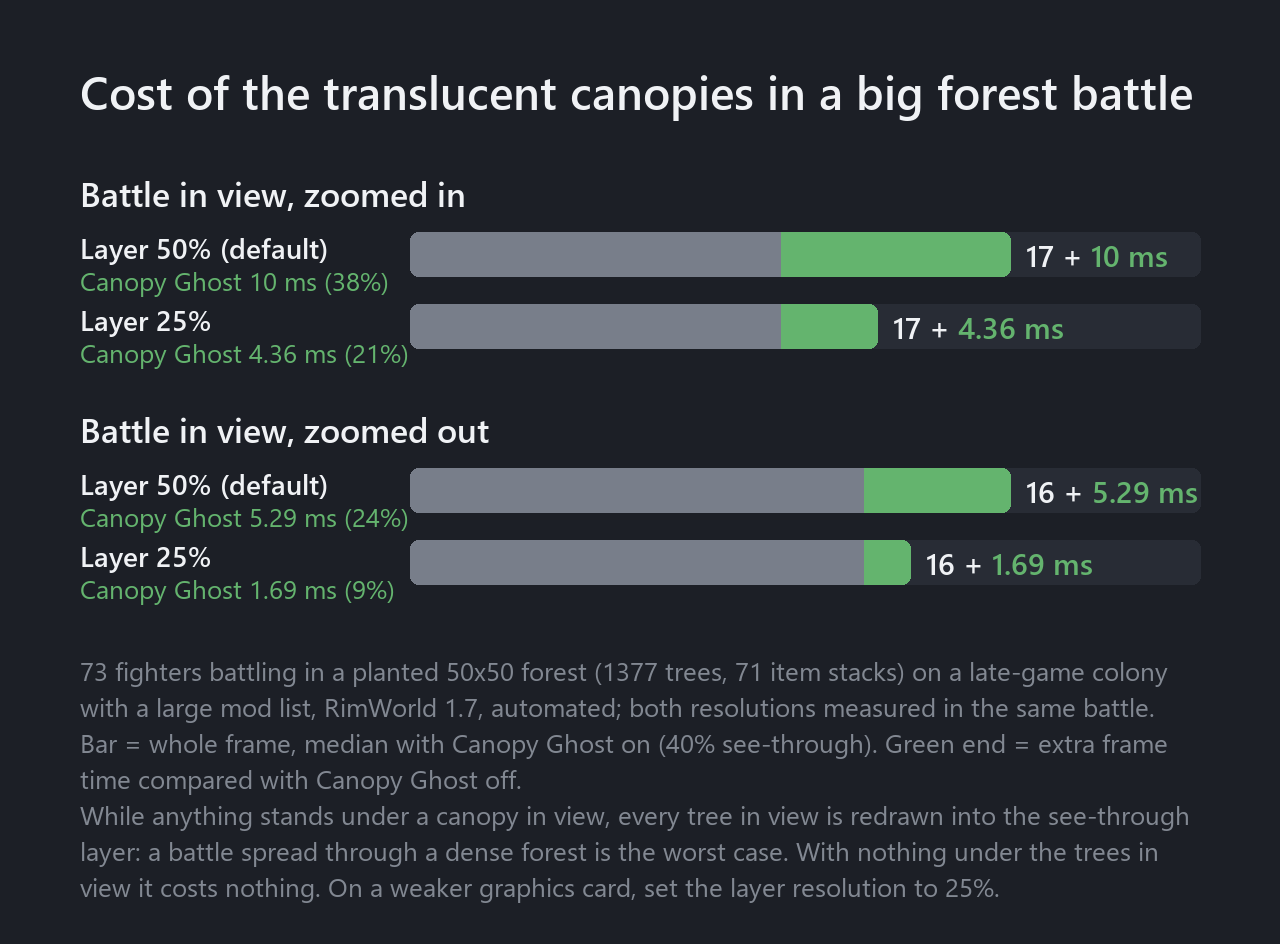 Cost of the translucent canopies in a big forest battle
Battle in view, zoomed in
Layer 50% (default)
Canopy Ghost 10 ms (38%)
17 + 10 ms
Layer 25%
Canopy Ghost 4.36 ms (21%)
17 + 4.36 ms
Battle in view, zoomed out
Layer 50% (default)
Canopy Ghost 5.29 ms (24%)
16 + 5.29 ms
Layer 25%
Canopy Ghost 1.69 ms (9%)
16 + 1.69 ms
73 fighters battling in a planted 50x50 forest (1377 trees, 71 item stacks) on a late-game colony
with a large mod list, RimWorld 1.7, automated; both resolutions measured in the same battle.
Bar = whole frame, median with Canopy Ghost on (40% see-through). Green end = extra frame
time compared with Canopy Ghost off.
While anything stands under a canopy in view, every tree in view is redrawn into the see-through
layer: a battle spread through a dense forest is the worst case. With nothing under the trees in
view it costs nothing. On a weaker graphics card, set the layer resolution to 25%.